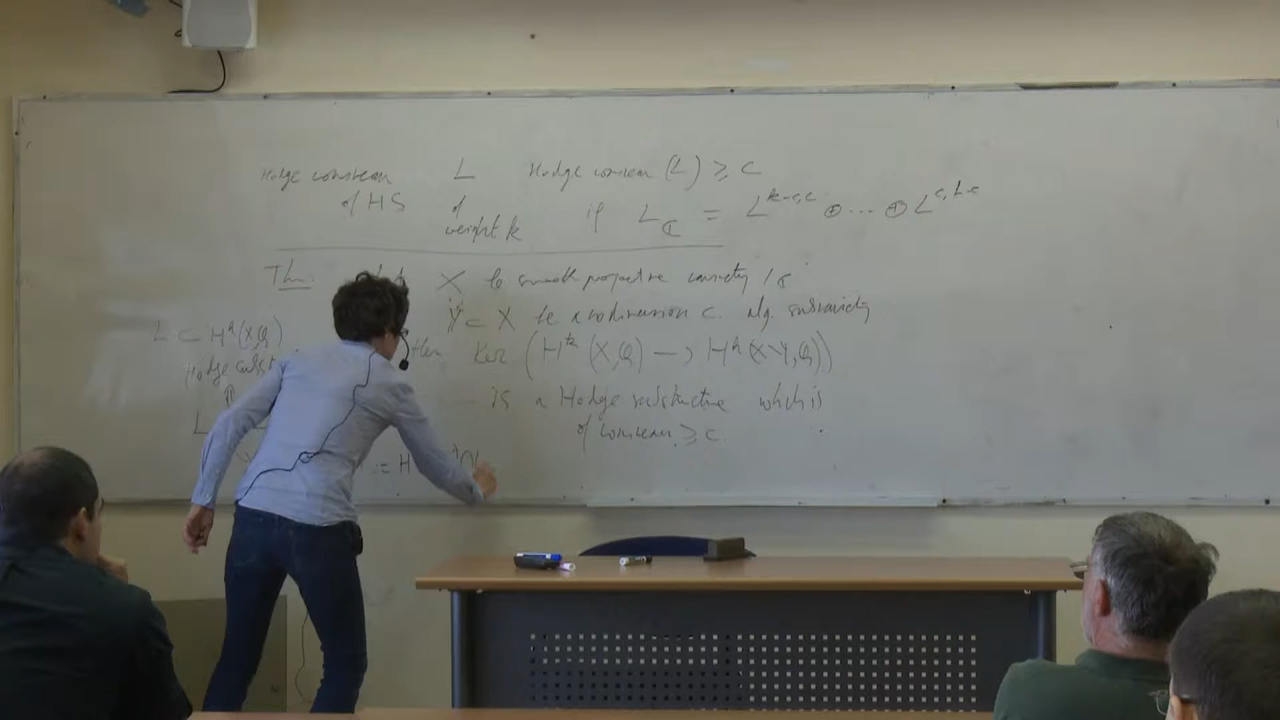 Hodge coniveau L Hodge coniveau (L) ≥ c
of HS of weight k if L_ℂ = L^{k-c,c} ⊕ ... ⊕ L^{c,k-c}
Thm. X be smooth projective variety / ℂ
Y ⊂ X be a codimension c. alg. subvariety
then Ker (H^k (X,ℚ) → H^k (X\Y,ℚ))
is a Hodge substructure which is
of coniveau ≥ c.
L ⊂ H^k(X,ℚ)
Hodge
L
:= H